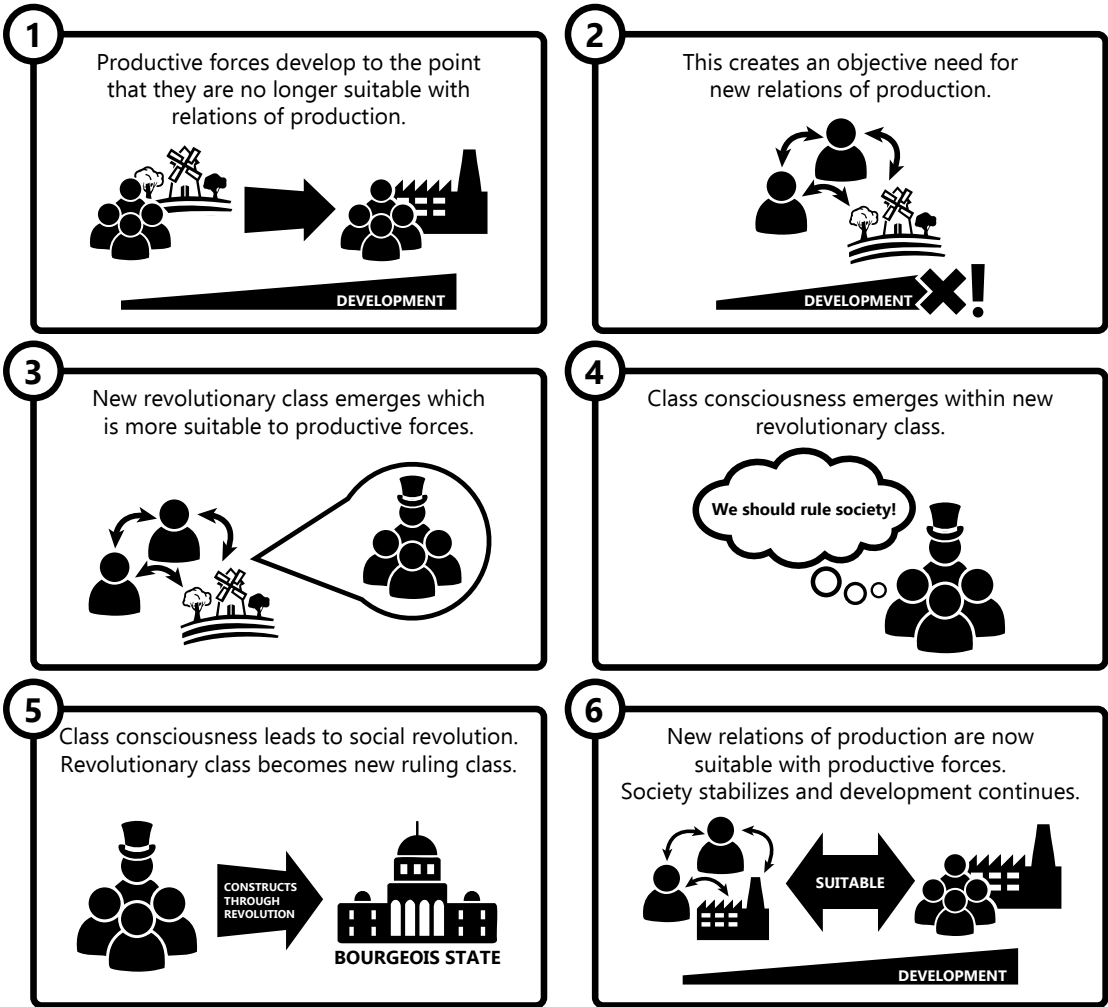 1
Productive forces develop to the point
that they are no longer suitable with
relations of production.
DEVELOPMENT
2
This creates an objective need for
new relations of production.
DEVELOPMENT
!
3
New revolutionary class emerges which
is more suitable to productive forces.
4
Class consciousness emerges within new
revolutionary class.
We should rule society!
5
Class consciousness leads to social revolution.
Revolutionary class becomes new ruling class.
CONSTRUCTS
THROUGH
REVOLUTION
BOURGEOIS STATE
6
New relations of production are now
suitable with productive forces.
Society stabilizes and development continues.
SUITABLE
DEVELOPMENT